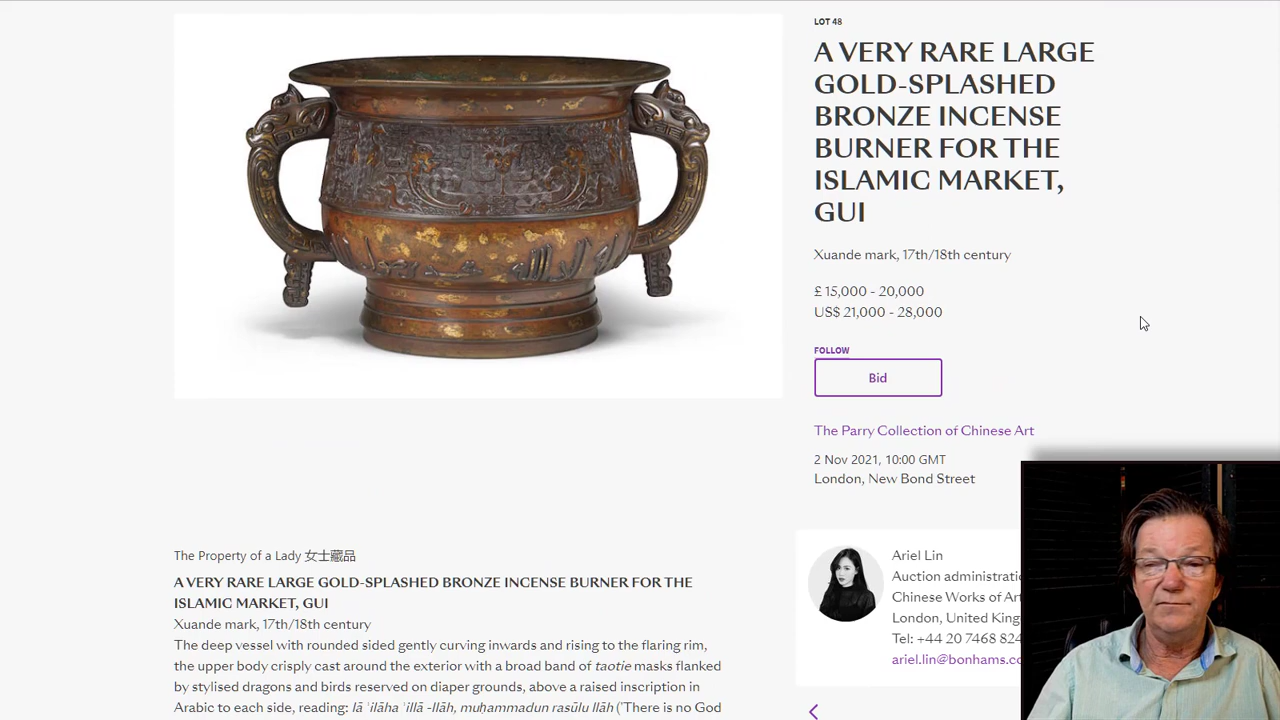 LOT 48
A VERY RARE LARGE
GOLD-SPLASHED
BRONZE INCENSE
BURNER FOR THE
ISLAMIC MARKET,
GUI
Xuande mark, 17th/18th century
£ 15,000 - 20,000
US$ 21,000 - 28,000
FOLLOW
Bid
The Parry Collection of Chinese Art
2 Nov 2021, 10:00 GMT
London, New Bond Street
The Property of a Lady 女士藏品
A VERY RARE LARGE GOLD-SPLASHED BRONZE INCENSE BURNER FOR THE
ISLAMIC MARKET, GUI
Xuande mark, 17th/18th century
The deep vessel with rounded sided gently curving inwards and rising to the flaring rim,
the upper body crisply cast around the exterior with a broad band of taotie masks flanked
by stylised dragons and birds reserved on diaper grounds, above a raised inscription in
Arabic to each side, reading: lā ʾilāha ʾillā -llāh, muḥammadun rasūlu llāh ('There is no God
Ariel Lin
Auction administratio
Chinese Works of Art
London, United King
Tel: +44 20 7468 824
ariel.lin@bonhams.co